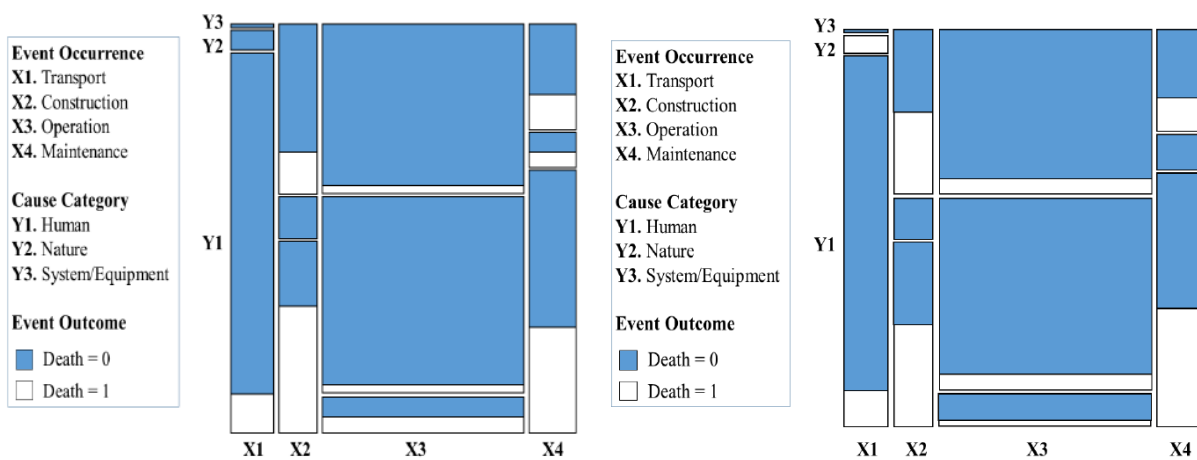 Event Occurrence
X1. Transport
X2. Construction
X3. Operation
X4. Maintenance
Cause Category
Y1. Human
Y2. Nature
Y3. System/Equipment
Event Outcome
Death = 0
Death = 1
Y3
Y2
Y1
X1 X2 X3 X4
Event Occurrence
X1. Transport
X2. Construction
X3. Operation
X4. Maintenance
Cause Category
Y1. Human
Y2. Nature
Y3. System/Equipment
Event Outcome
Death = 0
Death = 1
Y3
Y2
Y1
X1 X2 X3 X4